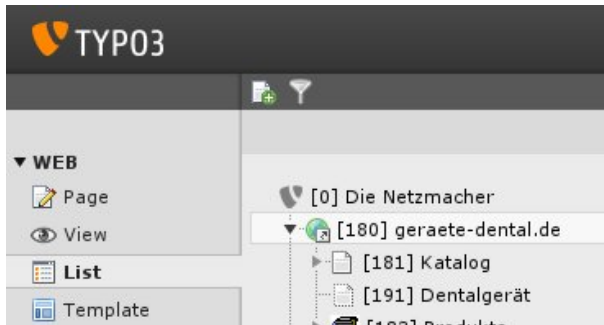 TYPO3
WEB
Page
View
List
Template
[0] Die Netzmacher
[180] geraete-dental.de
[181] Katalog
[191] Dentalgerät